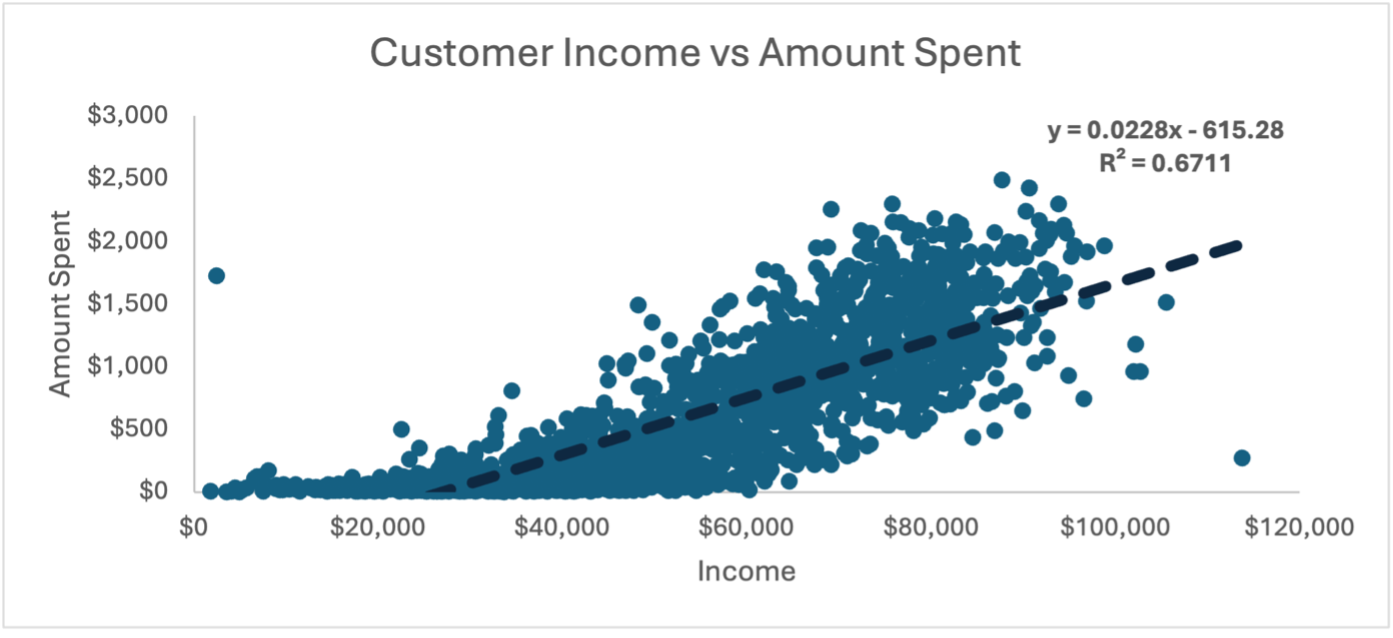 Customer Income vs Amount Spent
y = 0.0228x - 615.28
R² = 0.6711
Amount Spent
$3,000
$2,500
$2,000
$1,500
$1,000
$500
$0
$0 $20,000 $40,000 $60,000 $80,000 $100,000 $120,000
Income